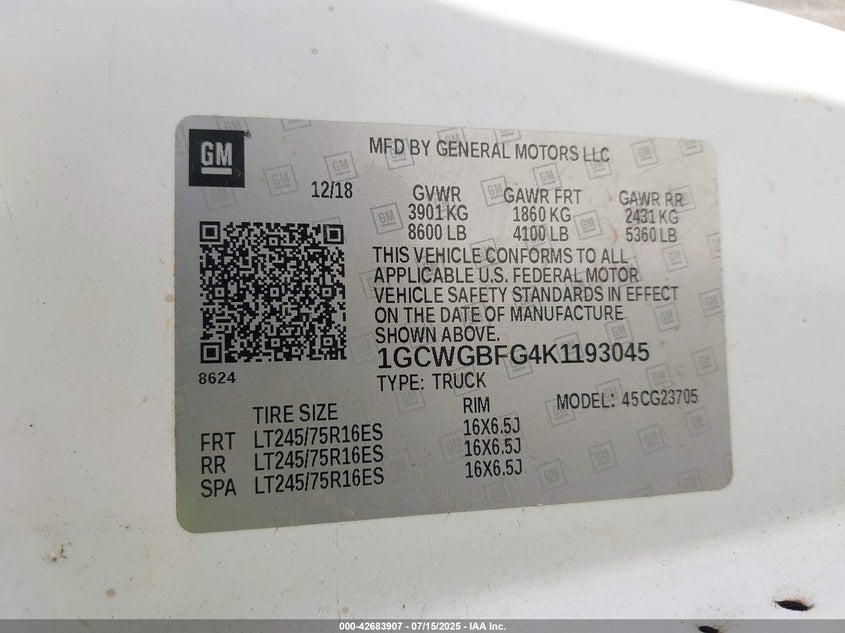 GM
MFD BY GENERAL MOTORS LLC
12/18
GVWR GAWR FRT GAWR RR
3901 KG 1860 KG 2431 KG
8600 LB 4100 LB 5360 LB
THIS VEHICLE CONFORMS TO ALL
APPLICABLE U.S. FEDERAL MOTOR
VEHICLE SAFETY STANDARDS IN EFFECT
ON THE DATE OF MANUFACTURE
SHOWN ABOVE.
1GCWGBFG4K1193045
8624
TYPE: TRUCK
MODEL: 45CG23705
TIRE SIZE RIM
FRT LT245/75R16ES 16X6.5J
RR LT245/75R16ES 16X6.5J
SPA LT245/75R16ES 16X6.5J
000-42683907 - 07/15/2025 - IAA Inc.